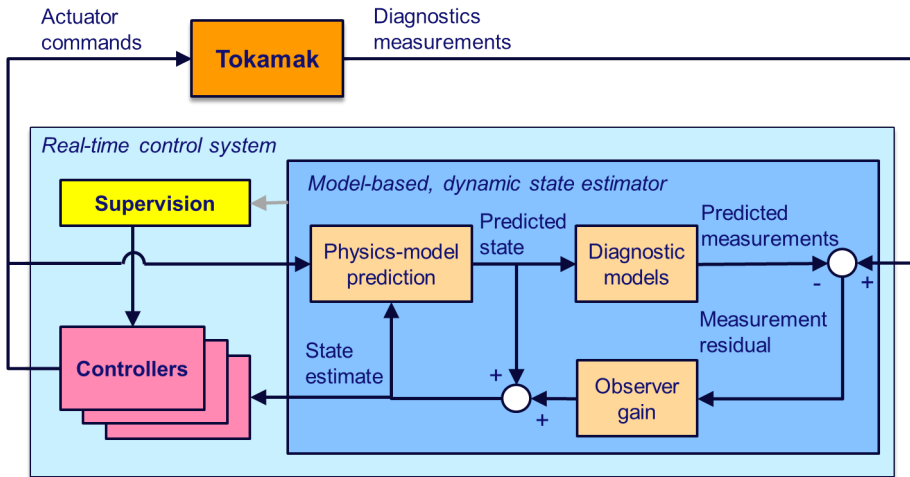 Actuator
commands
Tokamak
Diagnostics
measurements
Real-time control system
Model-based, dynamic state estimator
Supervision
Physics-model
prediction
Predicted
state
Diagnostic
models
Predicted
measurements
-
+
Measurement
residual
Controllers
State
estimate
+
+
Observer
gain